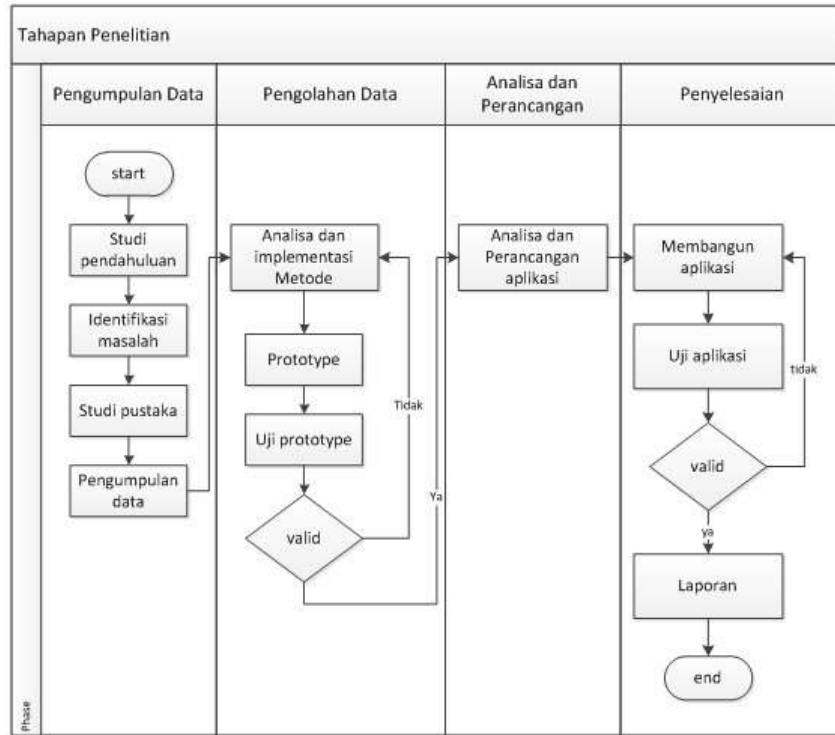 Tahapan Penelitian
Pengumpulan Data
Pengolahan Data
Analisa dan
Perancangan
Penyelesaian
start
Studi
pendahuluan
Identifikasi
masalah
Studi pustaka
Pengumpulan
data
Analisa dan
implementasi
Metode
Prototype
Uji prototype
valid
Tidak
Ya
Analisa dan
Perancangan
aplikasi
Membangun
aplikasi
Uji aplikasi
tidak
valid
ya
Laporan
end
Phase